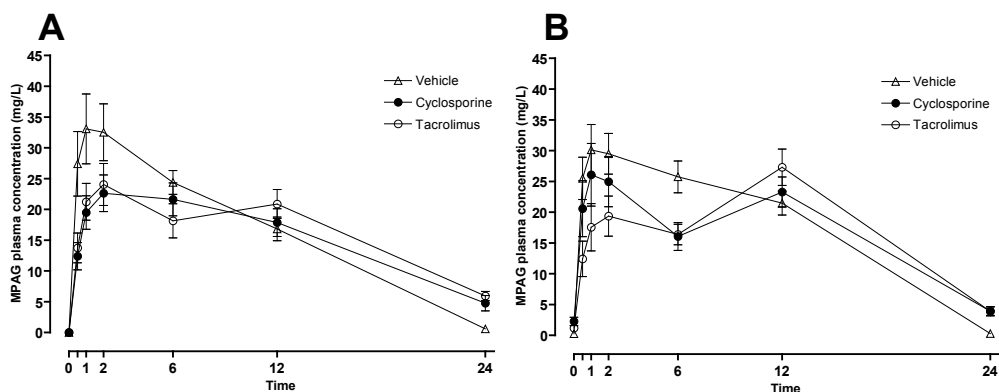 A
MPAG plasma concentration (mg/L)
45
40
35
30
25
20
15
10
5
0
Vehicle
Cyclosporine
Tacrolimus
0 1 2 6 12 24
Time
B
MPAG plasma concentration (mg/L)
45
40
35
30
25
20
15
10
5
0
Vehicle
Cyclosporine
Tacrolimus
0 1 2 6 12 24
Time